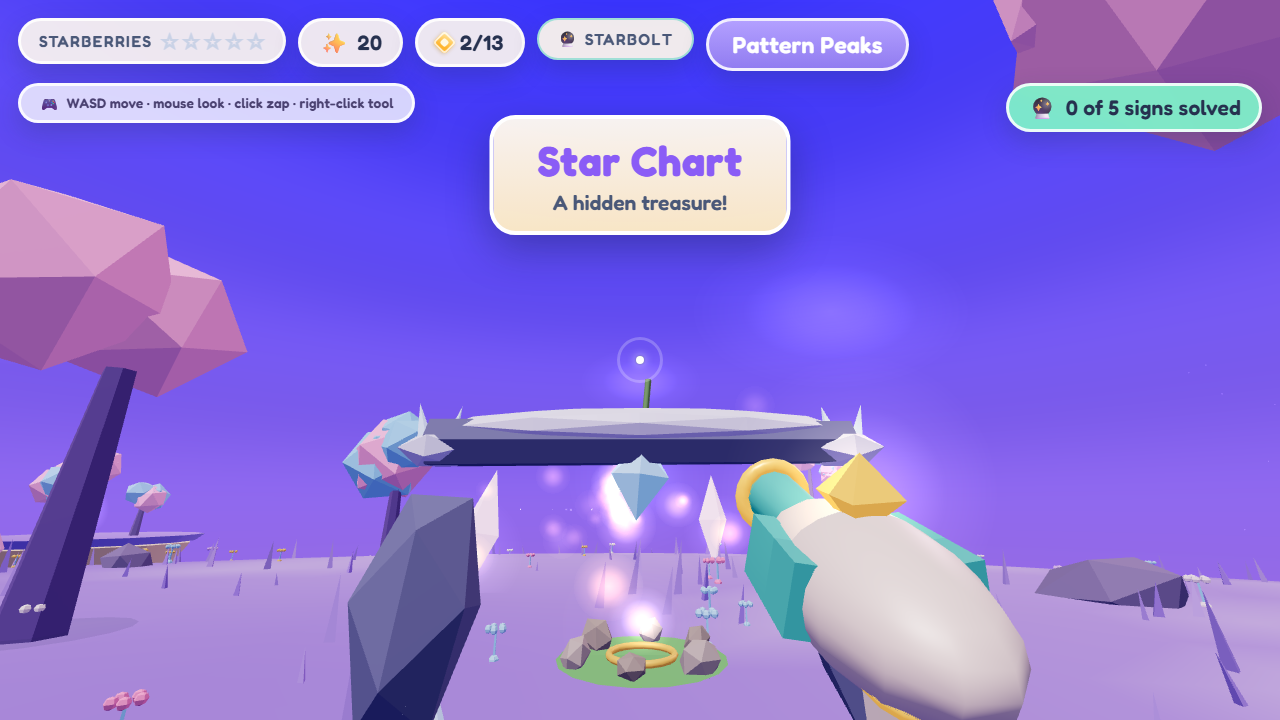 STARBERRIES
20
2/13
STARBOLT
Pattern Peaks
WASD move · mouse look · click zap · right-click tool
0 of 5 signs solved
Star Chart
A hidden treasure!